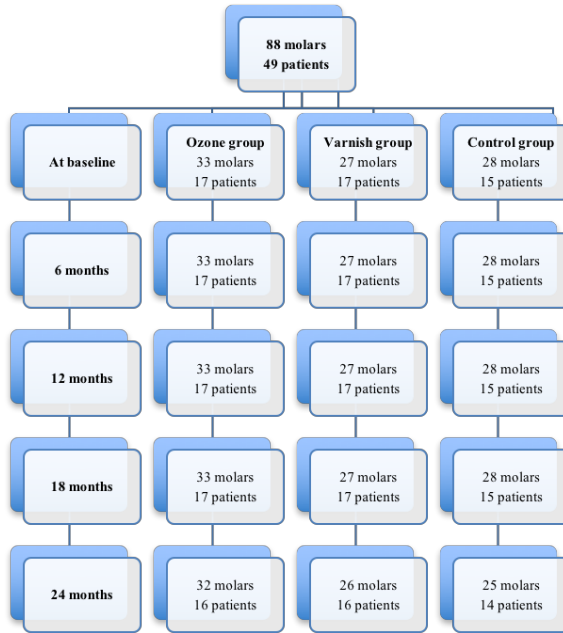 88 molars
49 patients
At baseline
Ozone group
33 molars
17 patients
Varnish group
27 molars
17 patients
Control group
28 molars
15 patients
6 months
33 molars
17 patients
27 molars
17 patients
28 molars
15 patients
12 months
33 molars
17 patients
27 molars
17 patients
28 molars
15 patients
18 months
33 molars
17 patients
27 molars
17 patients
28 molars
15 patients
24 months
32 molars
16 patients
26 molars
16 patients
25 molars
14 patients